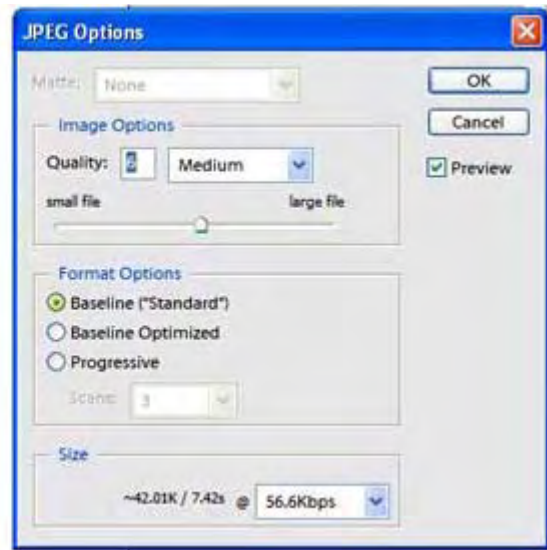 JPEG Options
Matte: None
OK
Image Options
Cancel
Quality: Medium
Preview
small file large file
Format Options
Baseline ("Standard")
Baseline Optimized
Progressive
Scans: 3
Size
~42.01K / 7.42s @ 56.6Kbps